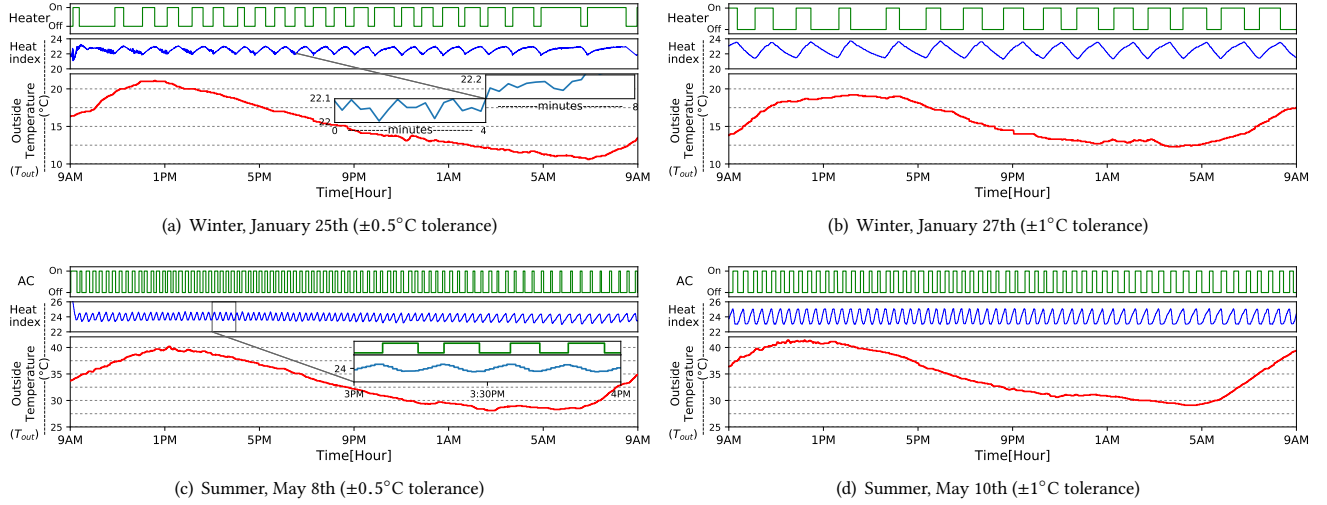 Heater
On
Off
Heat
index
24
22
20
Outside
Temperature
(°C)
(Tout)
20
15
10
22.2
22.1
22
0
minutes
4
minutes
8
9AM
1PM
5PM
9PM
1AM
5AM
9AM
Time[Hour]
(a) Winter, January 25th (±0.5°C tolerance)
Heater
On
Off
Heat
index
24
22
20
Outside
Temperature
(°C)
(Tout)
20
15
10
9AM
1PM
5PM
9PM
1AM
5AM
9AM
Time[Hour]
(b) Winter, January 27th (±1°C tolerance)
AC
On
Off
Heat
index
26
24
22
Outside
Temperature
(°C)
(Tout)
40
35
30
25
24
3PM
3:30PM
4PM
9AM
1PM
5PM
9PM
1AM
5AM
9AM
Time[Hour]
(c) Summer, May 8th (±0.5°C tolerance)
AC
On
Off
Heat
index
26
24
22
Outside
Temperature
(°C)
(Tout)
40
35
30
25
9AM
1PM
5PM
9PM
1AM
5AM
9AM
Time[Hour]
(d) Summer, May 10th (±1°C tolerance)